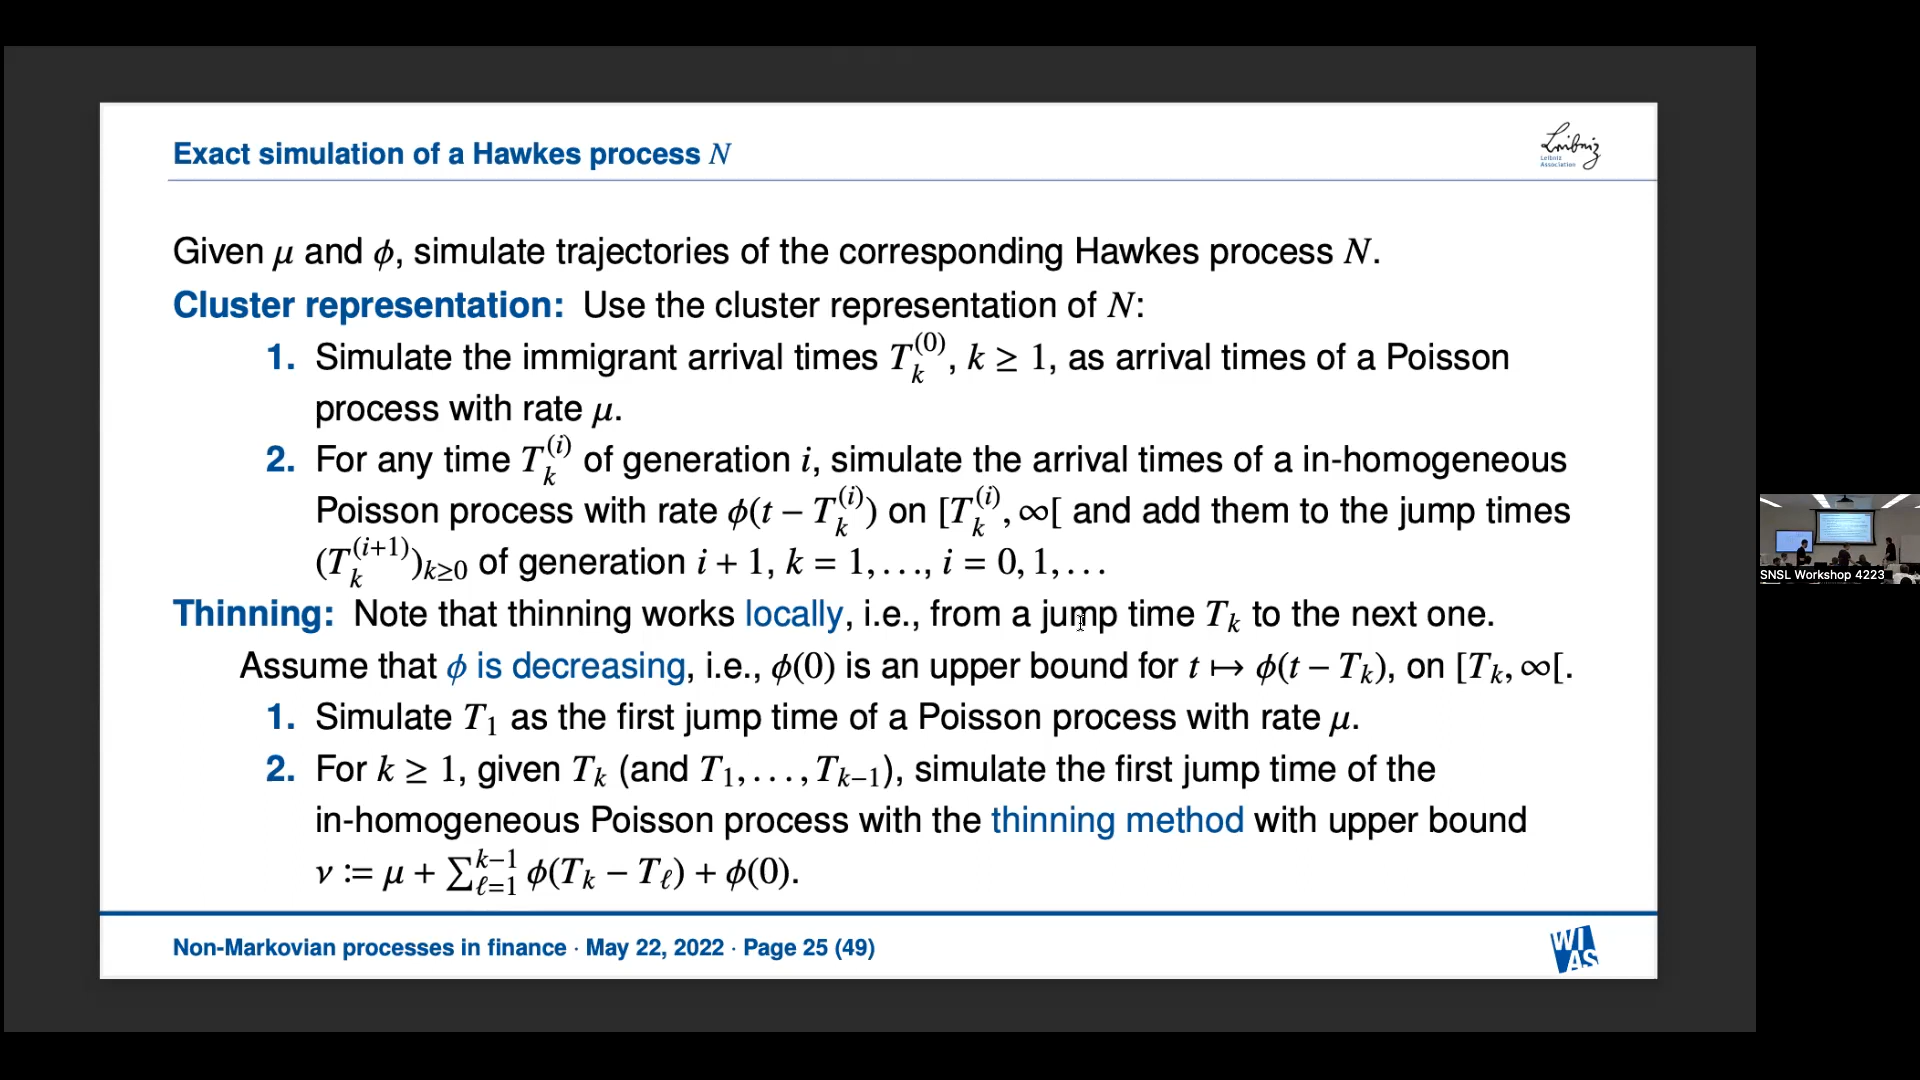 Exact simulation of a Hawkes process N
Leibniz
Leibniz
Association
Given μ and ϕ, simulate trajectories of the corresponding Hawkes process N.
Cluster representation: Use the cluster representation of N:
1. Simulate the immigrant arrival times T_k^{(0)}, k ≥ 1, as arrival times of a Poisson
process with rate μ.
2. For any time T_k^{(i)} of generation i, simulate the arrival times of a in-homogeneous
Poisson process with rate ϕ(t − T_k^{(i)}) on [T_k^{(i)}, ∞[ and add them to the jump times
(T_k^{(i+1)})_{k≥0} of generation i + 1, k = 1, …, i = 0, 1, …
Thinning: Note that thinning works locally, i.e., from a jump time T_k to the next one.
Assume that ϕ is decreasing, i.e., ϕ(0) is an upper bound for t ↦ ϕ(t − T_k), on [T_k, ∞[.
1. Simulate T_1 as the first jump time of a Poisson process with rate μ.
2. For k ≥ 1, given T_k (and T_1, …, T_{k−1}), simulate the first jump time of the
in-homogeneous Poisson process with the thinning method with upper bound
ν := μ + ∑_{ℓ=1}^{k−1} ϕ(T_k − T_ℓ) + ϕ(0).
Non-Markovian processes in finance · May 22, 2022 · Page 25 (49)
WI
AS
SNSL Workshop 4223